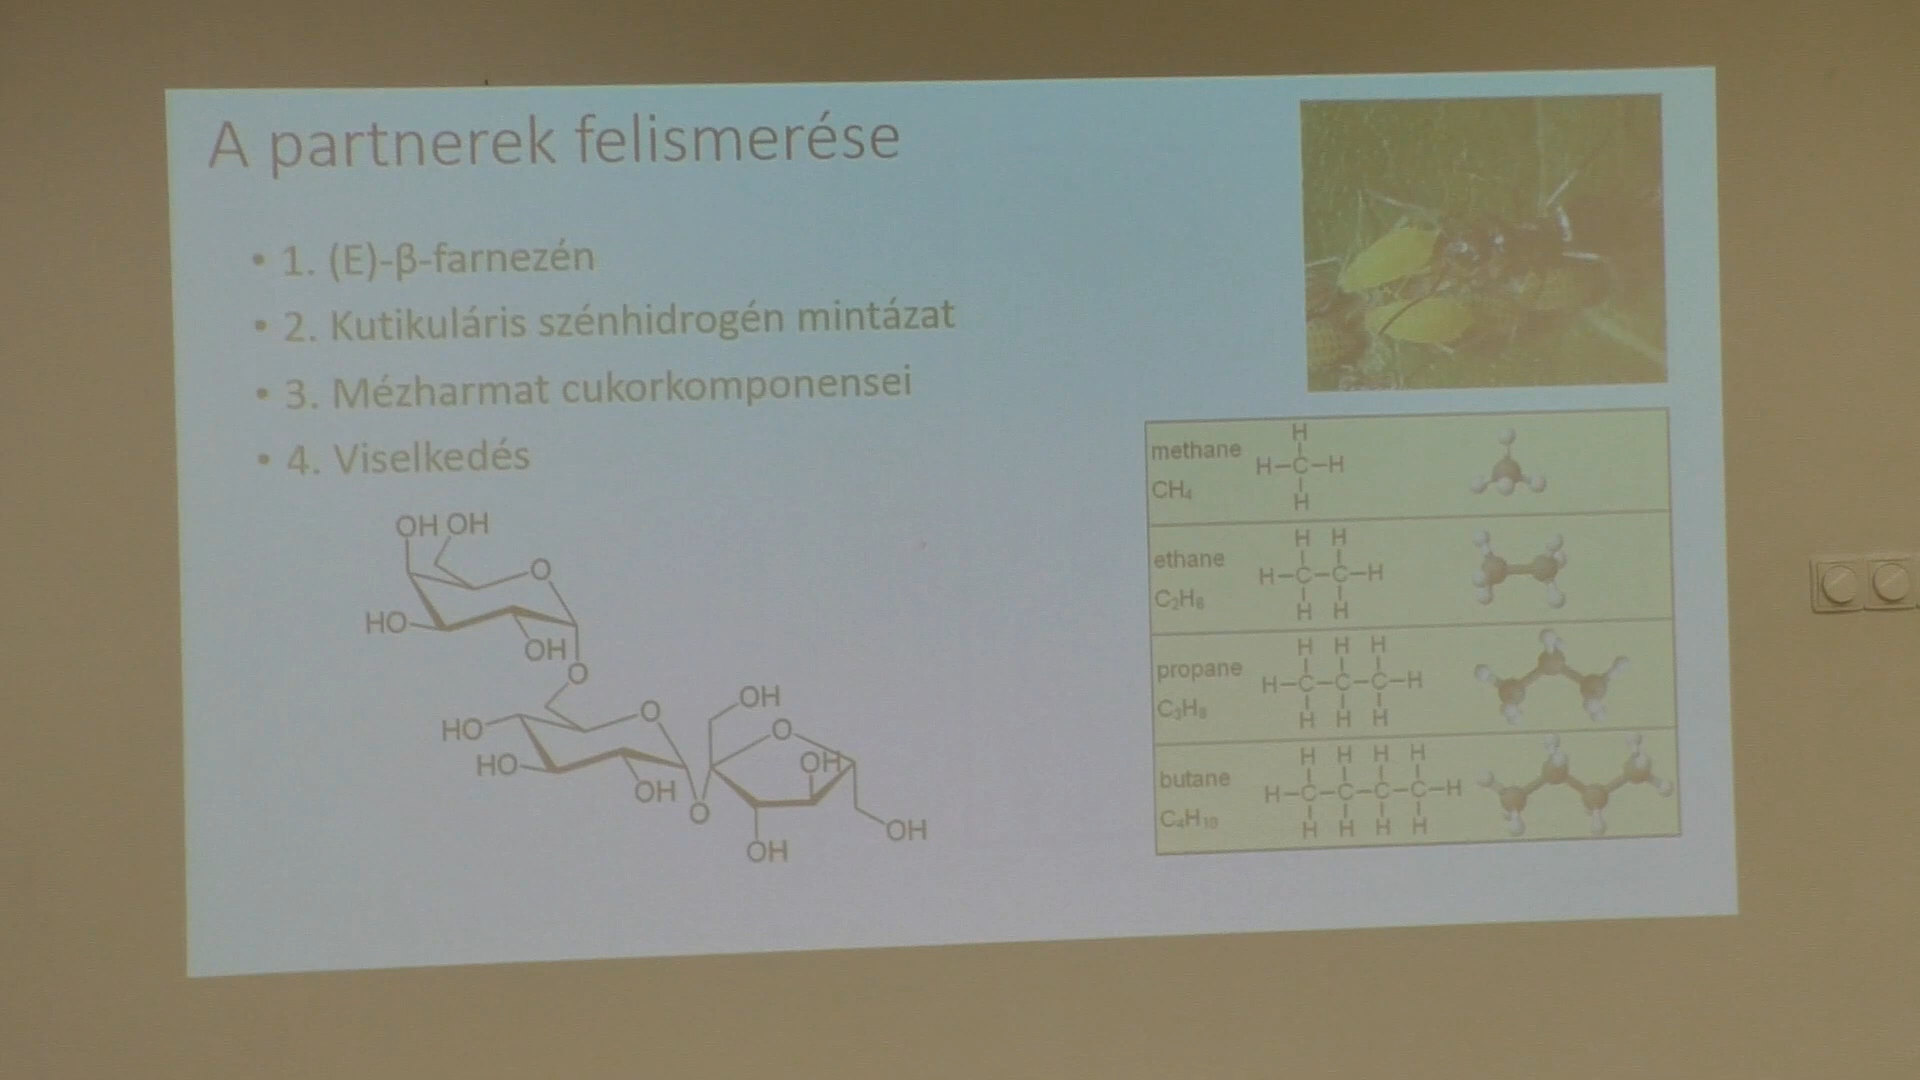 A partnerek felismerése
• 1. (E)-β-farnezén
• 2. Kutikuláris szénhidrogén mintázat
• 3. Mézharmat cukorkomponensei
• 4. Viselkedés
OH OH
O
HO
OH
O
HO
O
HO
OH
O
OH
O
OH
OH
OH
methane
CH₄
H
H–C–H
H
ethane
C₂H₆
H H
H–C–C–H
H H
propane
C₃H₈
H H H
H–C–C–C–H
H H H
butane
C₄H₁₀
H H H H
H–C–C–C–C–H
H H H H